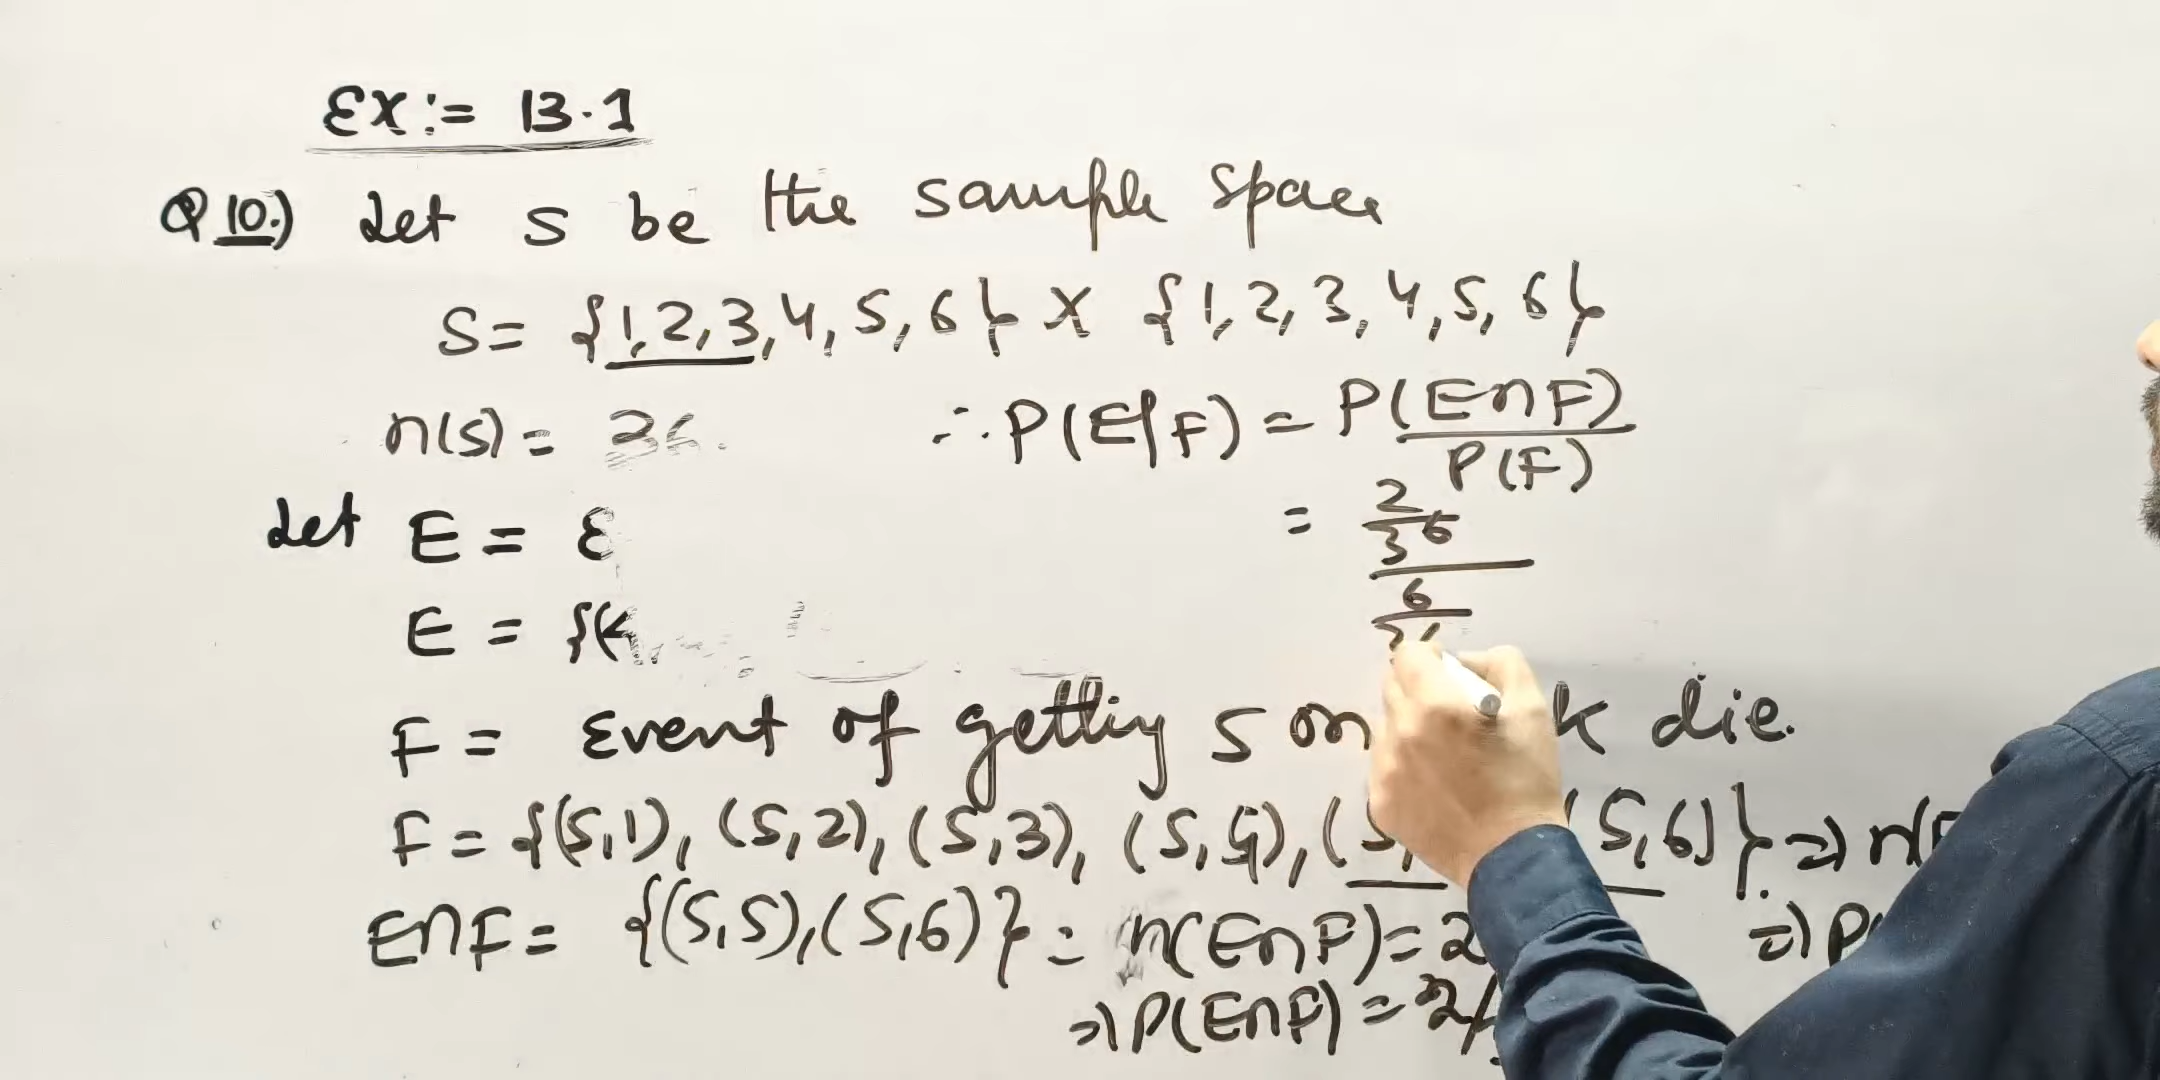 EX:= 13.1
Q 10.) Let S be the sample space
S= {1,2,3,4,5,6} X {1,2,3,4,5,6}
n(S) = 36.
∴ P(E|F) = P(E∩F)/P(F)
Let E = E
= 2/36 / 6/36
E = {(
F = Event of getting 5 on die.
F = {(5,1), (5,2), (5,3), (5,4), (5, (5,6)} ⇒ n(F
E∩F = {(5,5),(5,6)} = n(E∩F)=2
⇒ P(
⇒ P(E∩F) = 2/